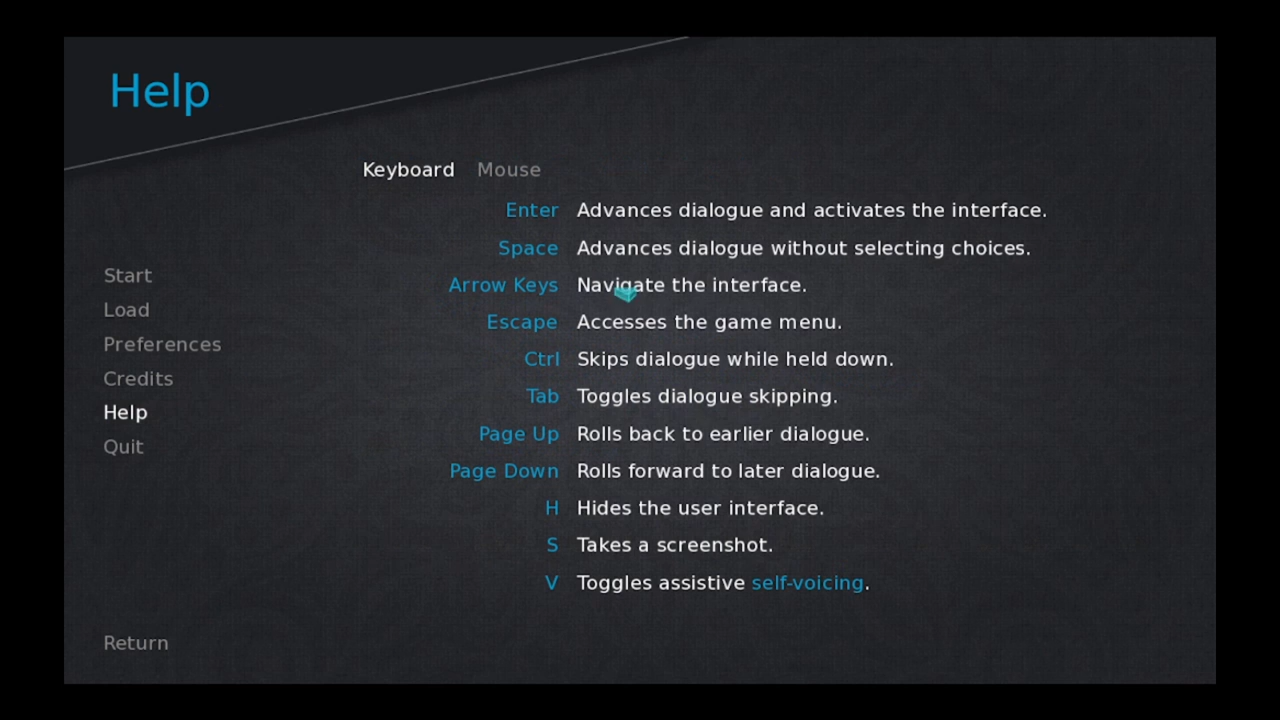 Help
Keyboard Mouse
Enter Advances dialogue and activates the interface.
Space Advances dialogue without selecting choices.
Arrow Keys Navigate the interface.
Escape Accesses the game menu.
Ctrl Skips dialogue while held down.
Tab Toggles dialogue skipping.
Page Up Rolls back to earlier dialogue.
Page Down Rolls forward to later dialogue.
H Hides the user interface.
S Takes a screenshot.
V Toggles assistive self-voicing.
Start
Load
Preferences
Credits
Help
Quit
Return